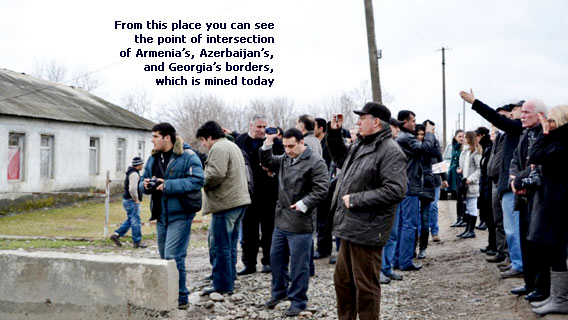 From this place you can see
the point of intersection
of Armenia's, Azerbaijan's,
and Georgia's borders,
which is mined today